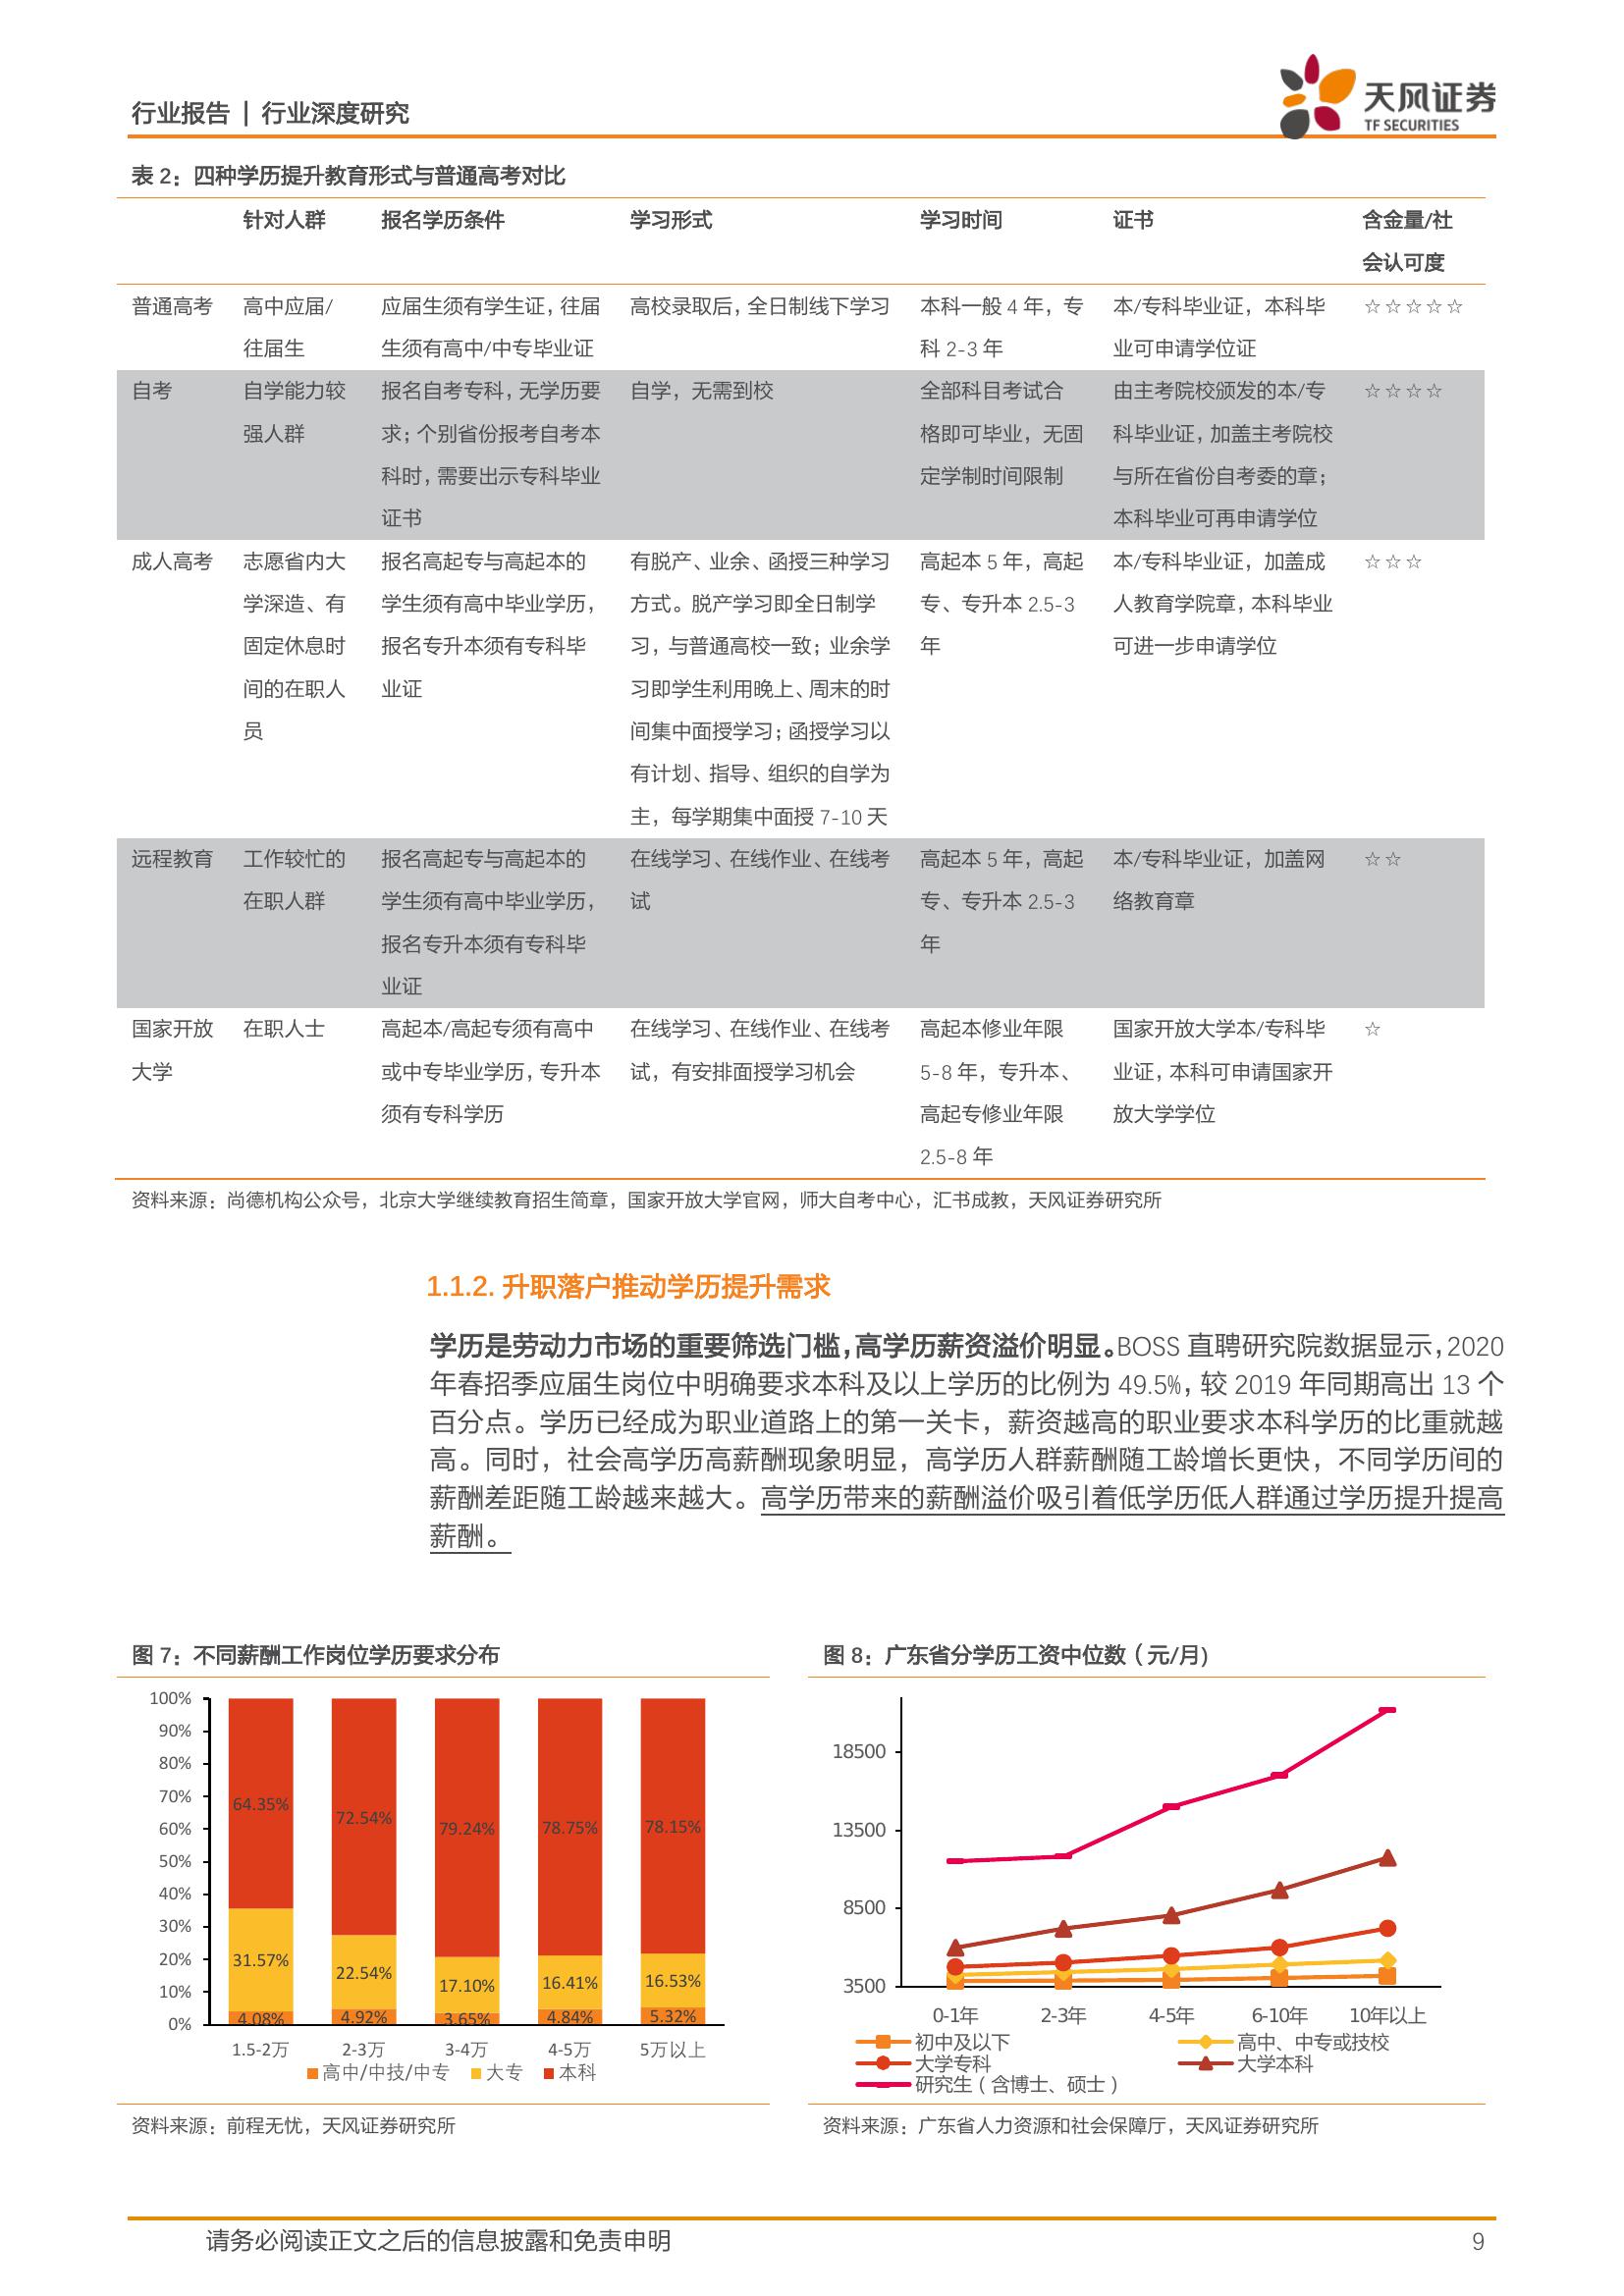 行业报告 | 行业深度研究
天风证券
TF SECURITIES
表 2：四种学历提升教育形式与普通高考对比
针对人群 报名学历条件 学习形式 学习时间 证书 含金量/社
会认可度
普通高考 高中应届/ 应届生须有学生证，往届 高校录取后，全日制线下学习 本科一般 4 年，专 本/专科毕业证，本科毕 ☆☆☆☆☆
往届生 生须有高中/中专毕业证 科 2-3 年 业可申请学位证
自考 自学能力较 报名自考专科，无学历要 自学，无需到校 全部科目考试合 由主考院校颁发的本/专 ☆☆☆☆
强人群 求；个别省份报考自考本 格即可毕业，无固 科毕业证，加盖主考院校
科时，需要出示专科毕业 定学制时间限制 与所在省份自考委的章；
证书 本科毕业可再申请学位
成人高考 志愿省内大 报名高起专与高起本的 有脱产、业余、函授三种学习 高起本 5 年，高起 本/专科毕业证，加盖成 ☆☆☆
学深造、有 学生须有高中毕业学历， 方式。脱产学习即全日制学 专、专升本 2.5-3 人教育学院章，本科毕业
固定休息时 报名专升本须有专科毕 习，与普通高校一致；业余学 年 可进一步申请学位
间的在职人 业证 习即学生利用晚上、周末的时
员 间集中面授学习；函授学习以
有计划、指导、组织的自学为
主，每学期集中面授 7-10 天
远程教育 工作较忙的 报名高起专与高起本的 在线学习、在线作业、在线考 高起本 5 年，高起 本/专科毕业证，加盖网 ☆☆
在职人群 学生须有高中毕业学历， 试 专、专升本 2.5-3 络教育章
报名专升本须有专科毕 年
业证
国家开放 在职人士 高起本/高起专须有高中 在线学习、在线作业、在线考 高起本修业年限 国家开放大学本/专科毕 ☆
大学 或中专毕业学历，专升本 试，有安排面授学习机会 5-8 年，专升本、 业证，本科可申请国家开
须有专科学历 高起专修业年限 放大学学位
2.5-8 年
资料来源：尚德机构公众号，北京大学继续教育招生简章，国家开放大学官网，师大自考中心，汇书成教，天风证券研究所
1.1.2. 升职落户推动学历提升需求
学历是劳动力市场的重要筛选门槛，高学历薪资溢价明显。BOSS 直聘研究院数据显示，2020
年春招季应届生岗位中明确要求本科及以上学历的比例为 49.5%，较 2019 年同期高出 13 个
百分点。学历已经成为职业道路上的第一关卡，薪资越高的职业要求本科学历的比重就越
高。同时，社会高学历高薪酬现象明显，高学历人群薪酬随工龄增长更快，不同学历间的
薪酬差距随工龄越来越大。高学历带来的薪酬溢价吸引着低学历低人群通过学历提升提高
薪酬。
图 7：不同薪酬工作岗位学历要求分布
100%
90%
80%
70%
60%
50%
40%
30%
20%
10%
0%
64.35% 72.54% 79.24% 78.75% 78.15%
31.57% 22.54% 17.10% 16.41% 16.53%
4.08% 4.92% 3.65% 4.84% 5.32%
1.5-2万 2-3万 3-4万 4-5万 5万以上
高中/中技/中专 大专 本科
资料来源：前程无忧，天风证券研究所
图 8：广东省分学历工资中位数（元/月)
18500
13500
8500
3500
0-1年 2-3年 4-5年 6-10年 10年以上
初中及以下 高中、中专或技校
大学专科 大学本科
研究生（含博士、硕士）
资料来源：广东省人力资源和社会保障厅，天风证券研究所
请务必阅读正文之后的信息披露和免责申明 9